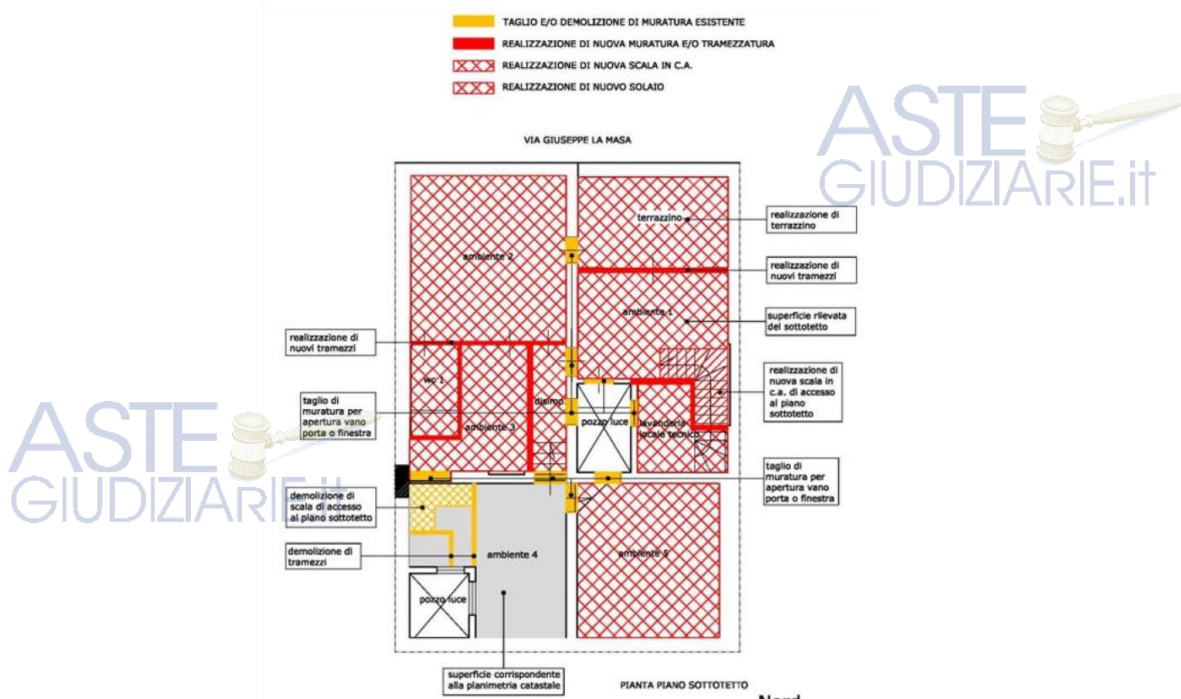 TAGLIO E/O DEMOLIZIONE DI MURATURA ESISTENTE
REALIZZAZIONE DI NUOVA MURATURA E/O TRAMEZZATURA
REALIZZAZIONE DI NUOVA SCALA IN C.A.
REALIZZAZIONE DI NUOVO SOLAIO
ASTE
GIUDIZIARIE.it
VIA GIUSEPPE LA MASA
terrazzino
realizzazione di
terrazzino
ambiente 2
realizzazione di
nuovi tramezzi
ambiente 1
superficie rilevata
del sottotetto
realizzazione di
nuovi tramezzi
wc 1
realizzazione di
nuova scala in
c.a. di accesso
al piano
sottotetto
taglio di
muratura per
apertura vano
porta o finestra
disimp.
ambiente 3
pozzo luce
lavanderia
locale tecnico
ASTE
GIUDIZIARIE.it
taglio di
muratura per
apertura vano
porta o finestra
demolizione di
scala di accesso
al piano sottotetto
demolizione di
tramezzi
ambiente 4
ambiente 5
pozzo luce
superficie corrispondente
alla planimetria catastale
PIANTA PIANO SOTTOTETTO
Nord